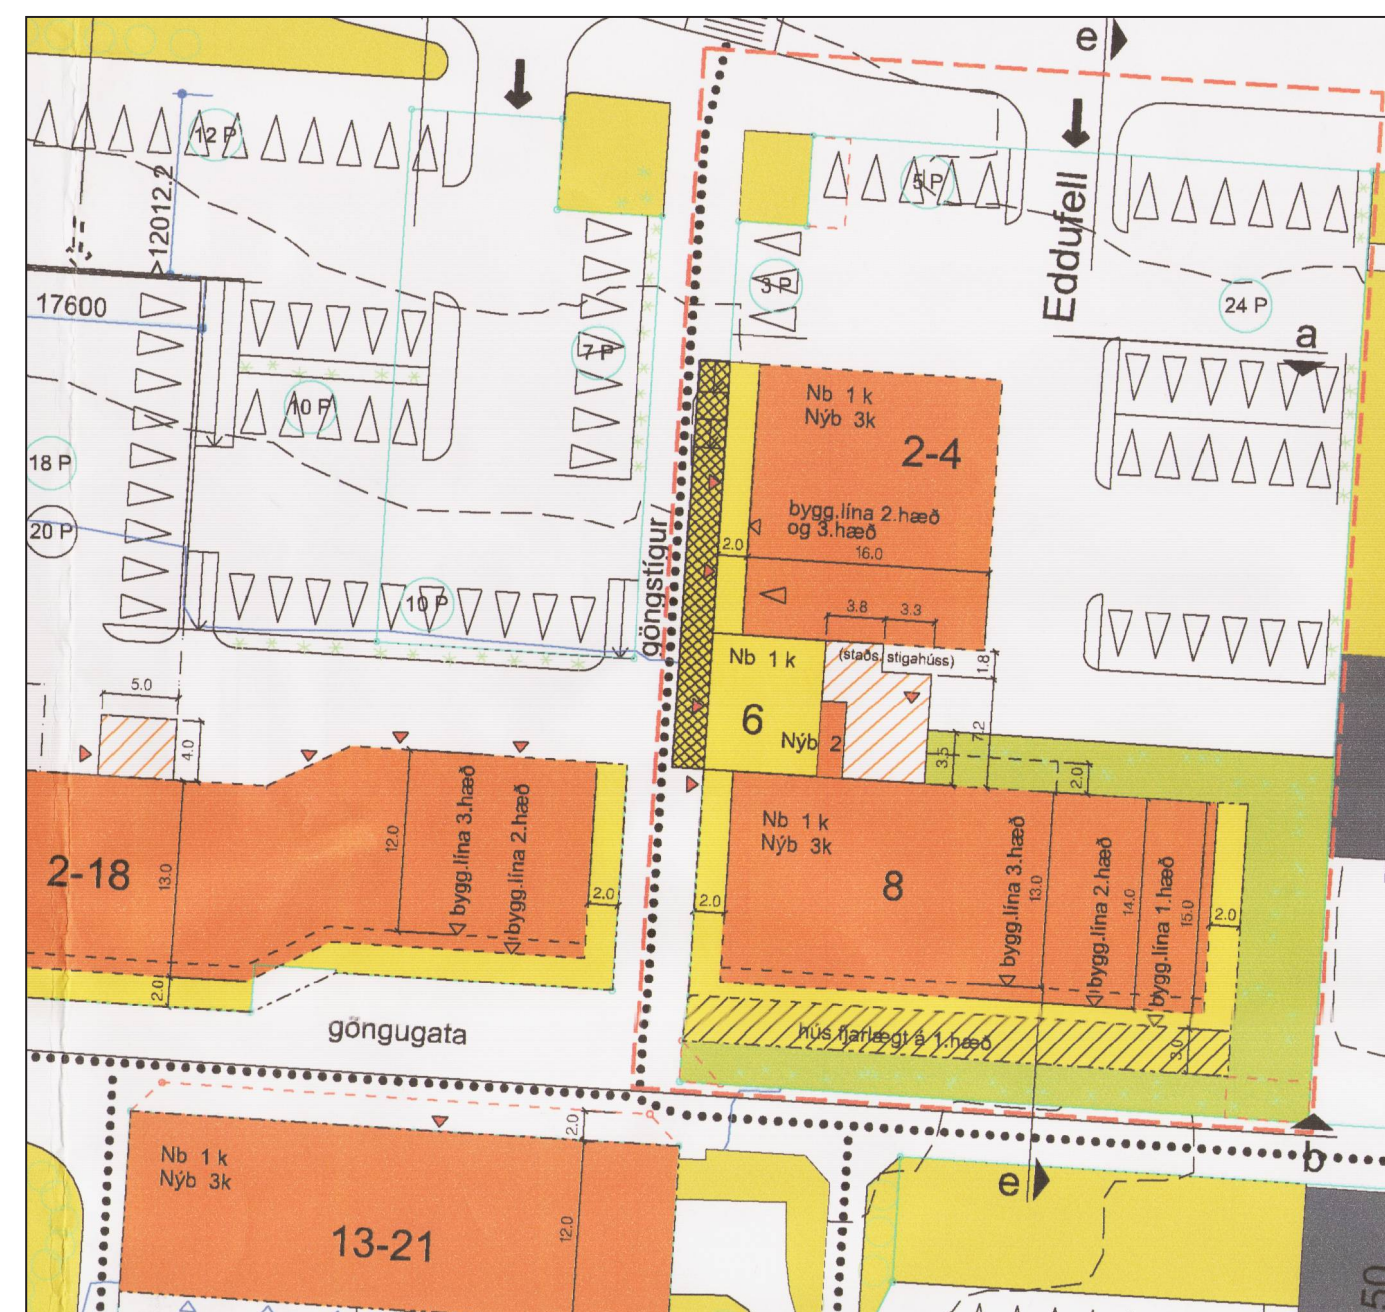 e
12 P
12012.2
5 P
Eddufell
3 P
24 P
17600
a
7 P
10 P
Nb 1 k
Nýb 3k
2-4
18 P
20 P
bygg.lína 2.hæð
og 3.hæð
2.0
16.0
10 P
göngstígur
3.8
3.3
(staðs. stigahúss)
1.8
Nb 1 k
6
Nýb 2
5.0
4.0
7.2
3.5
2.0
2-18
13.0
12.0
bygg.lína 3.hæð
bygg.lína 2.hæð
2.0
2.0
Nb 1 k
Nýb 3k
8
bygg.lína 3.hæð
13.0
bygg.lína 2.hæð
14.0
bygg.lína 1.hæð
15.0
2.0
2.0
göngugata
hús fjarlægt á 1.hæð
3.0
2.0
b
Nb 1 k
Nýb 3k
e
13-21
12.0
50